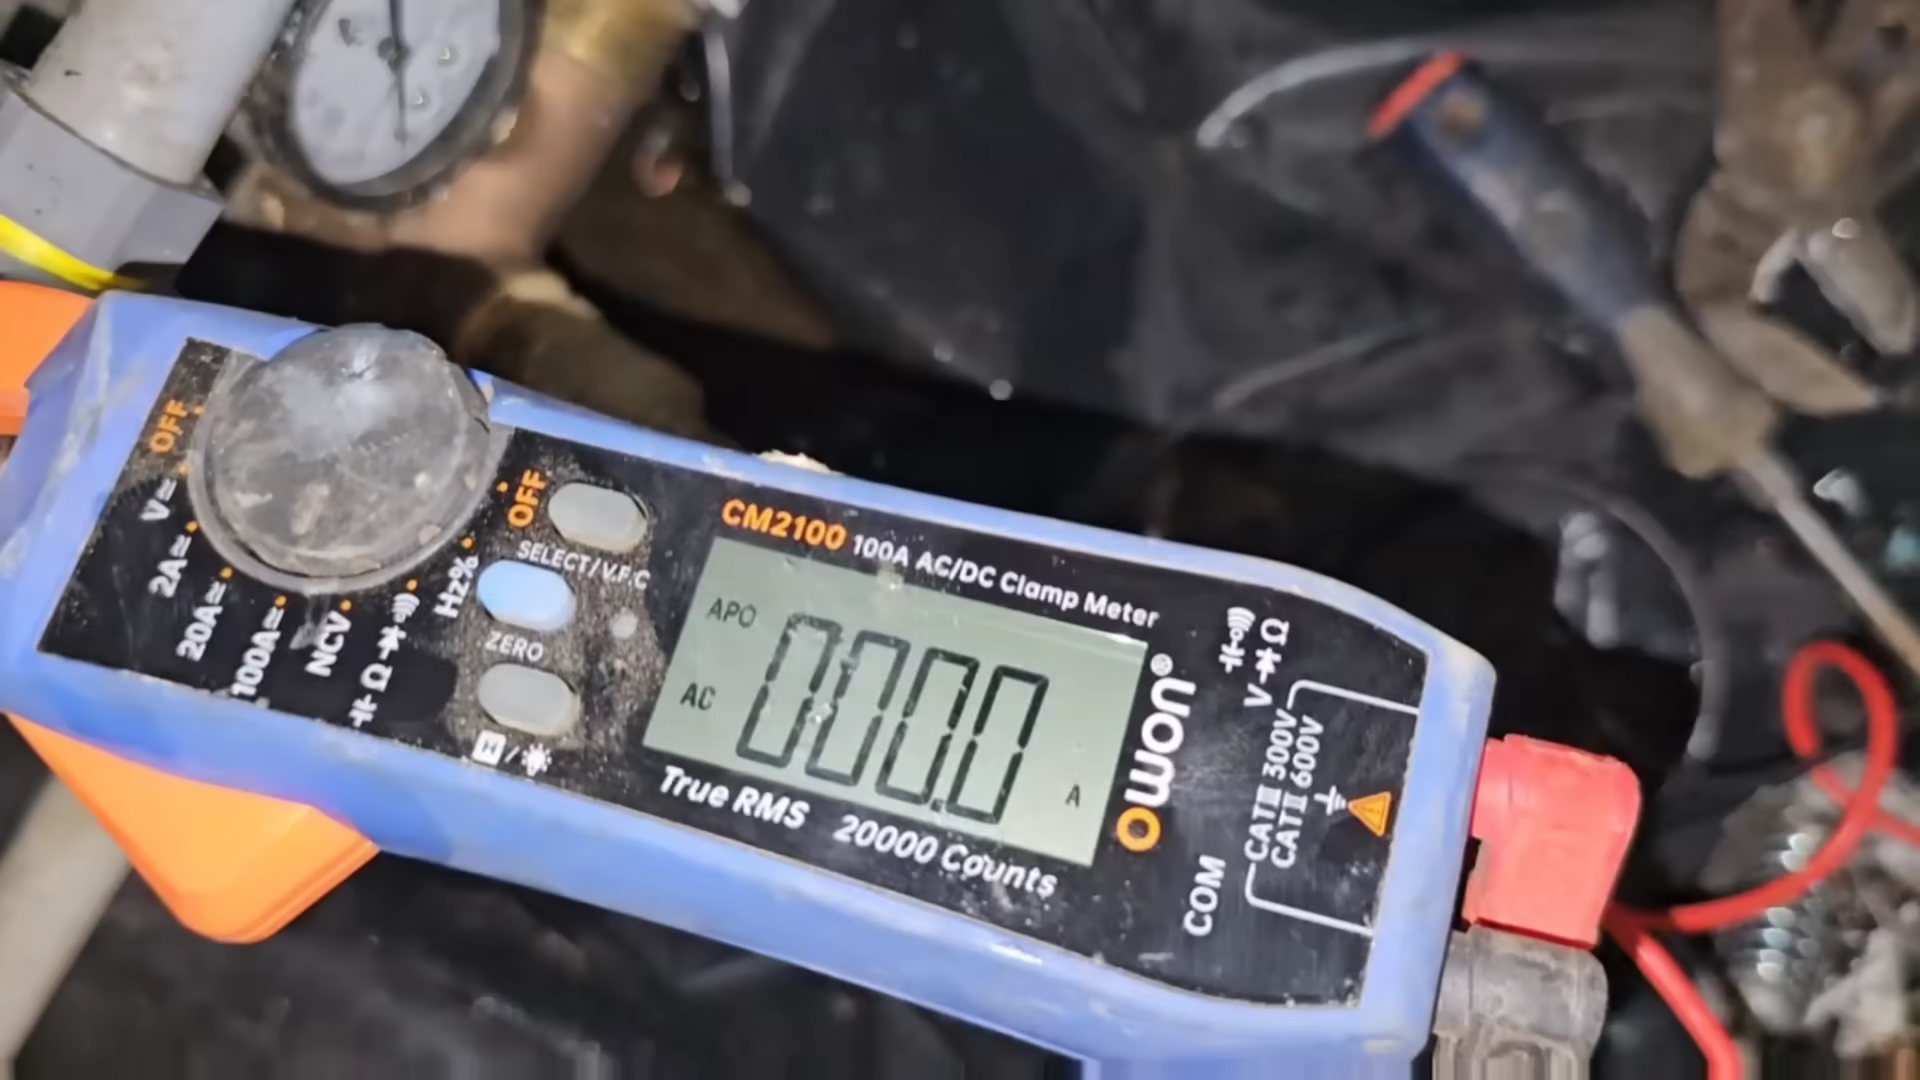 OFF
V
2A
20A
100A
NCV
Ω
Hz%
OFF
SELECT/V.F.C
ZERO
H/
CM2100 100A AC/DC Clamp Meter
APO
AC
000.0
A
True RMS 20000 Counts
owon®
V Ω
CATⅢ 300V
CATⅡ 600V
COM